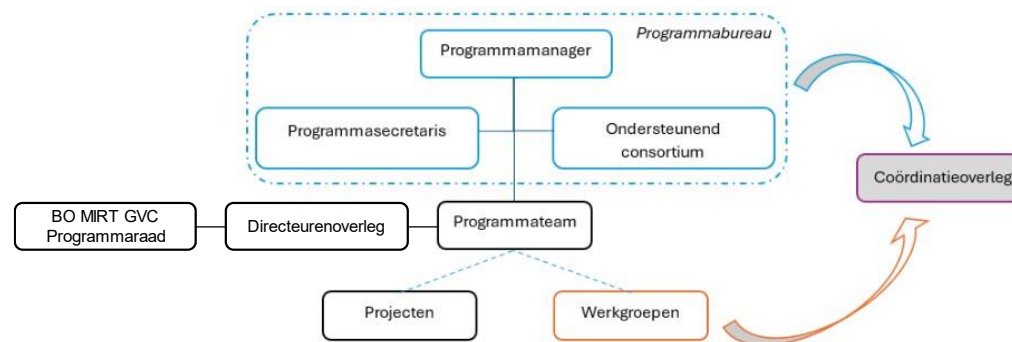 Programmabureau
Programmamanager
Programmasecretaris
Ondersteunend
consortium
Coördinatieoverleg
BO MIRT GVC
Programmaraad
Directeurenoverleg
Programmateam
Projecten
Werkgroepen